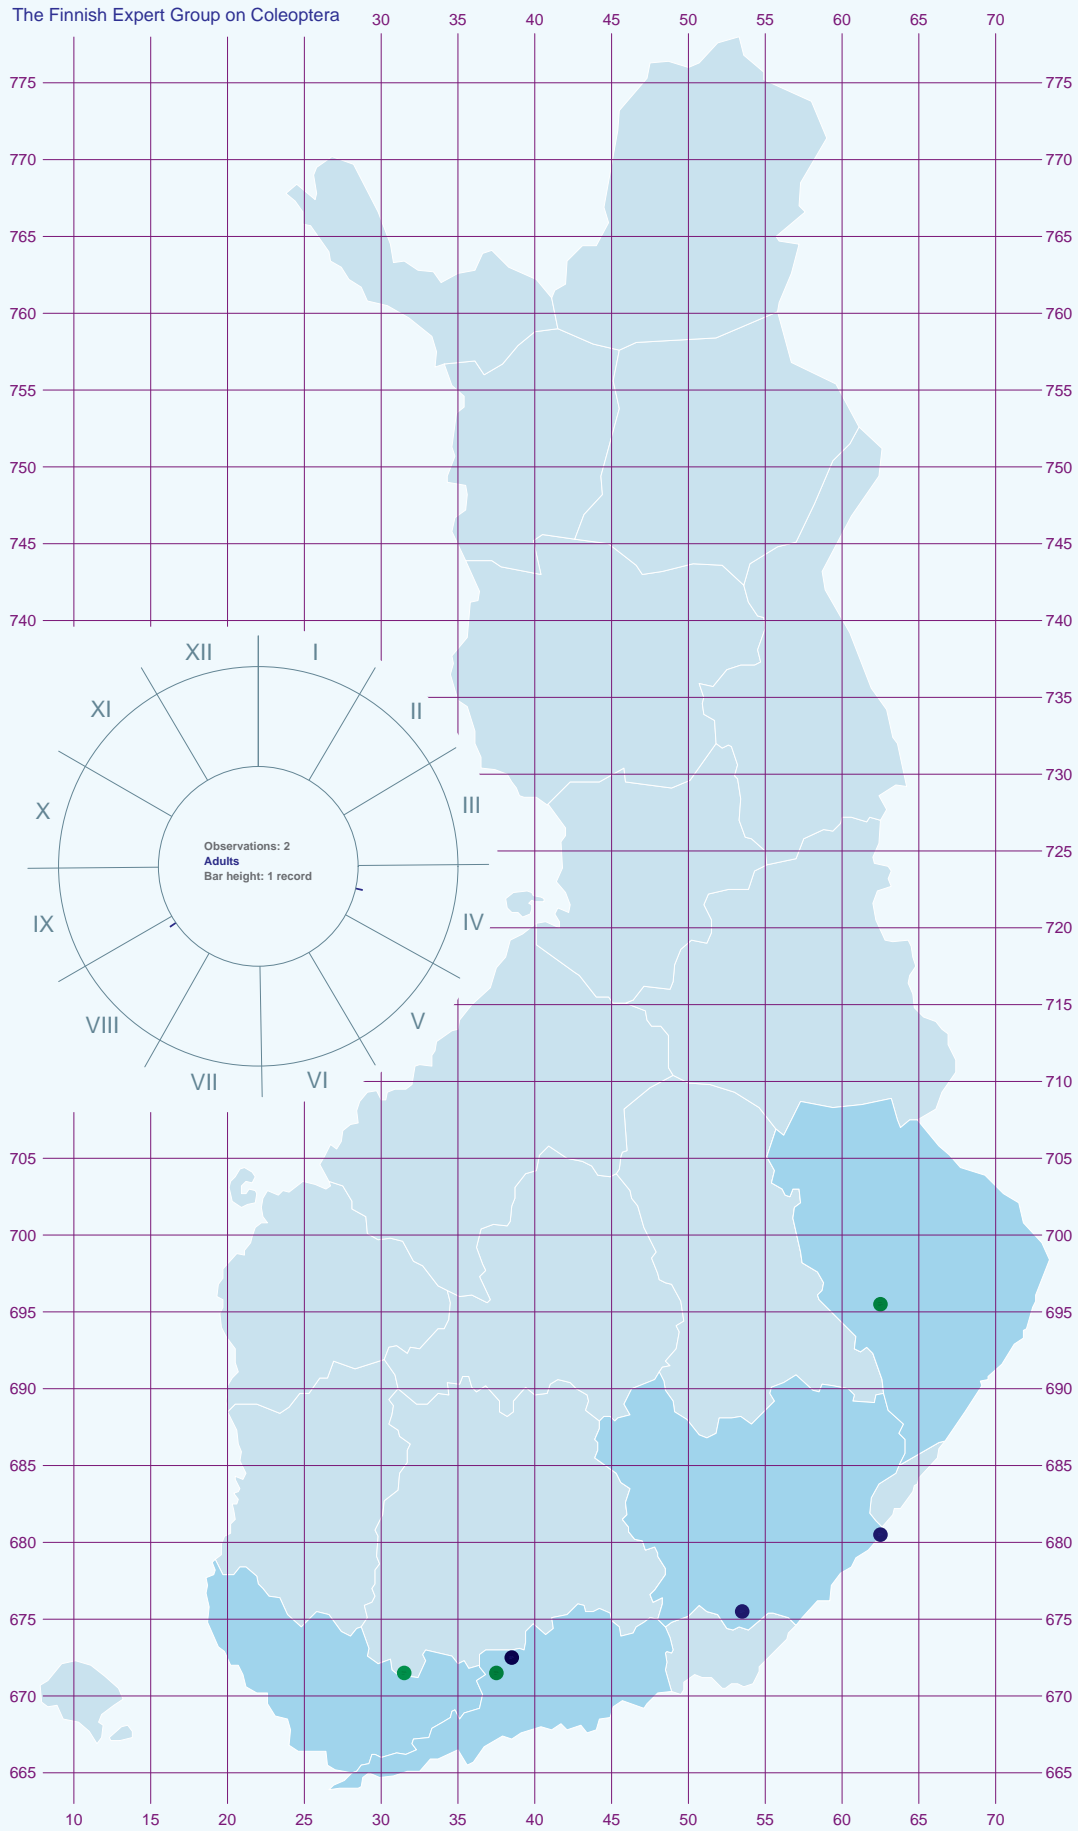 The Finnish Expert Group on Coleoptera
30 35 40 45 50 55 60 65 70
775 775
770 770
765 765
760 760
755 755
750 750
745 745
740 740
XII I
XI II
735
730
X III
725
Observations: 2
Adults
Bar height: 1 record
IX IV
720
715
VIII V
VII VI
710
705 705
700 700
695 695
690 690
685 685
680 680
675 675
670 670
665 665
10 15 20 25 30 35 40 45 50 55 60 65 70